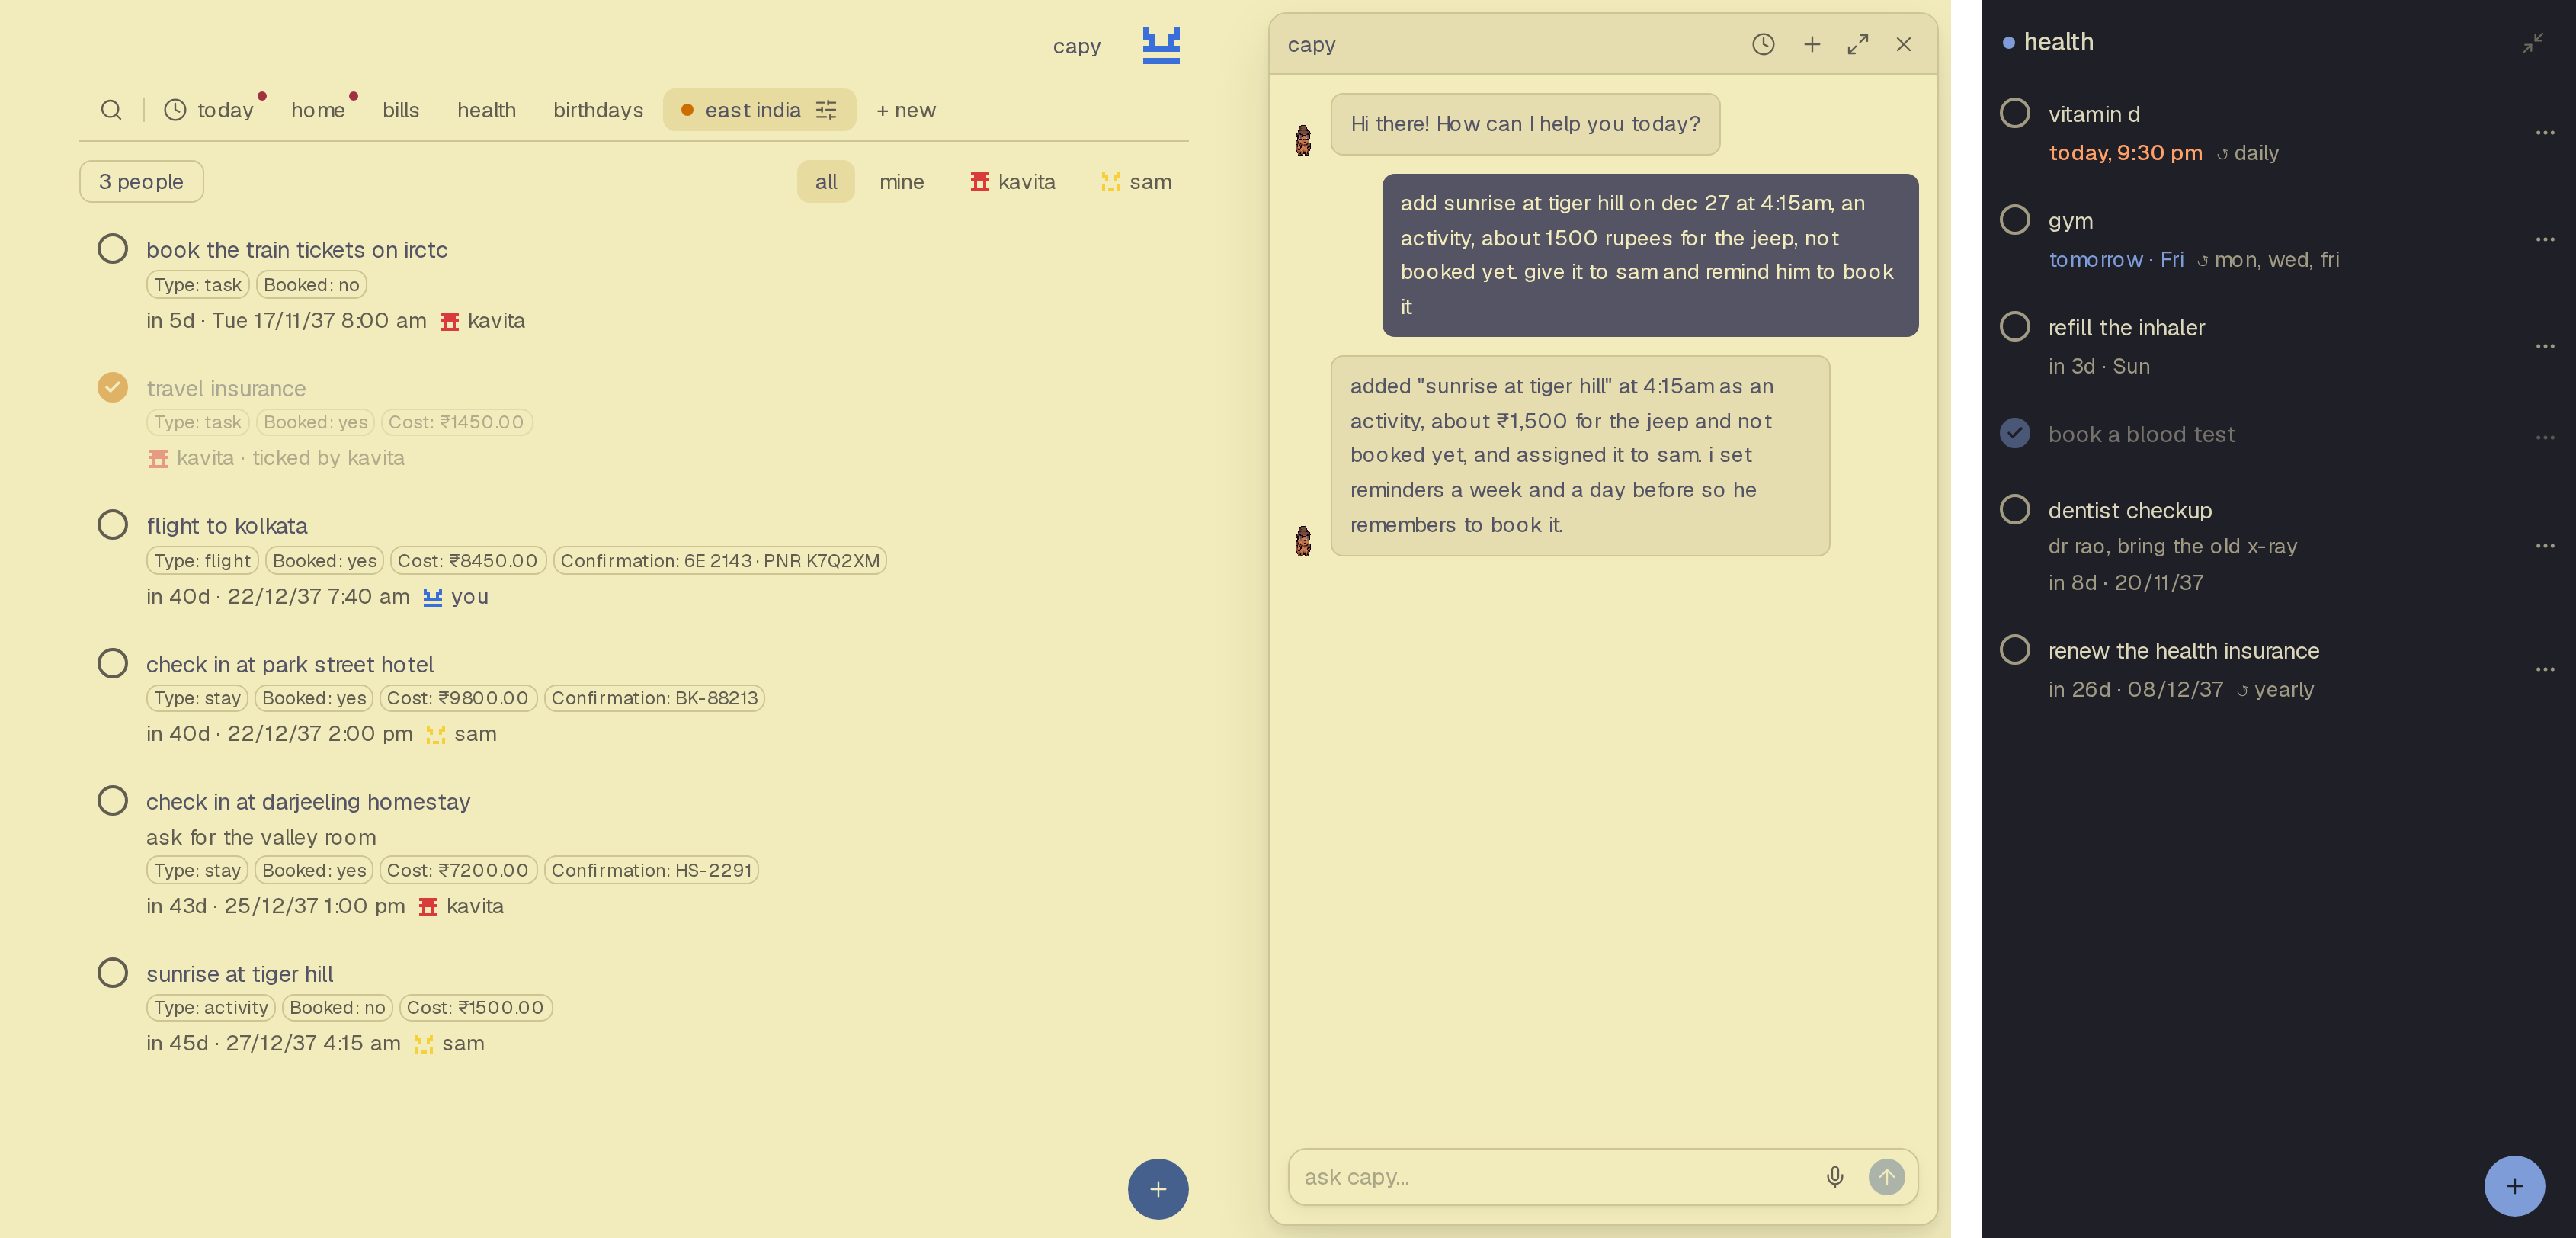 capy
today home bills health birthdays east india + new
3 people
all mine kavita sam
book the train tickets on irctc
Type: task Booked: no
in 5d · Tue 17/11/37 8:00 am kavita
travel insurance
Type: task Booked: yes Cost: ₹1450.00
kavita · ticked by kavita
flight to kolkata
Type: flight Booked: yes Cost: ₹8450.00 Confirmation: 6E 2143 · PNR K7Q2XM
in 40d · 22/12/37 7:40 am you
check in at park street hotel
Type: stay Booked: yes Cost: ₹9800.00 Confirmation: BK-88213
in 40d · 22/12/37 2:00 pm sam
check in at darjeeling homestay
ask for the valley room
Type: stay Booked: yes Cost: ₹7200.00 Confirmation: HS-2291
in 43d · 25/12/37 1:00 pm kavita
sunrise at tiger hill
Type: activity Booked: no Cost: ₹1500.00
in 45d · 27/12/37 4:15 am sam
+
capy
Hi there! How can I help you today?
add sunrise at tiger hill on dec 27 at 4:15am, an
activity, about 1500 rupees for the jeep, not
booked yet. give it to sam and remind him to book
it
added "sunrise at tiger hill" at 4:15am as an
activity, about ₹1,500 for the jeep and not
booked yet, and assigned it to sam. i set
reminders a week and a day before so he
remembers to book it.
ask capy...
health
vitamin d
today, 9:30 pm daily
gym
tomorrow · Fri mon, wed, fri
refill the inhaler
in 3d · Sun
book a blood test
dentist checkup
dr rao, bring the old x-ray
in 8d · 20/11/37
renew the health insurance
in 26d · 08/12/37 yearly
+